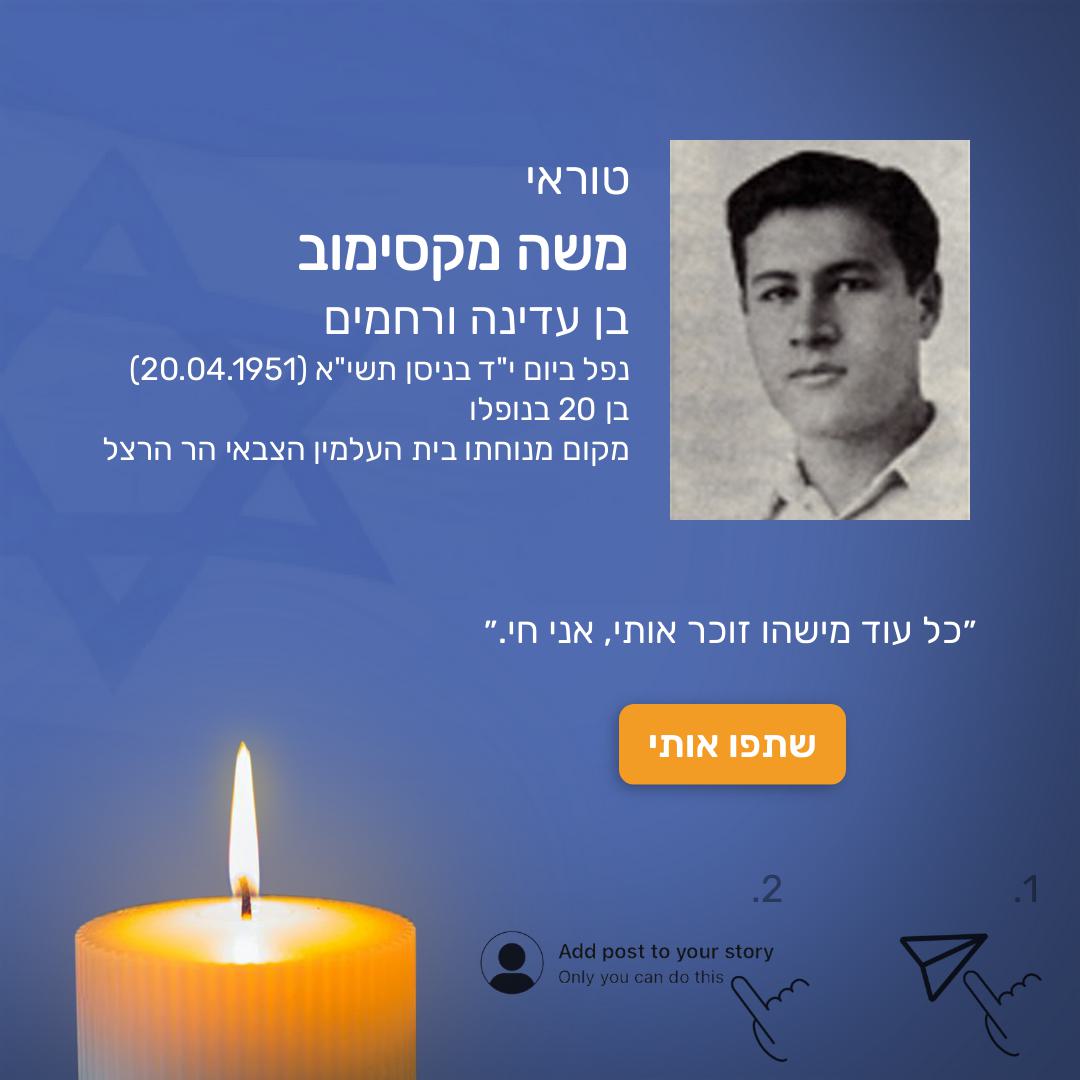 טוראי
משה מקסימוב
בן עדינה ורחמים
נפל ביום י"ד בניסן תשי"א (20.04.1951)
בן 20 בנופלו
מקום מנוחתו בית העלמין הצבאי הר הרצל
״כל עוד מישהו זוכר אותי, אני חי.״
שתפו אותי
1.
2.
Add post to your story
Only you can do this